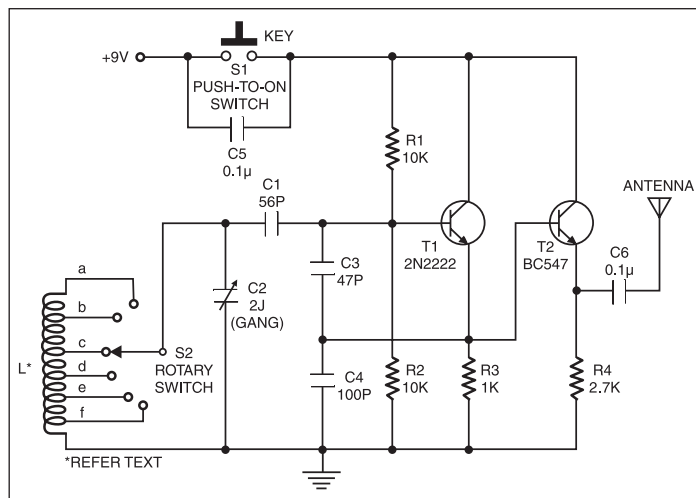 KEY
+9V
S1
PUSH-TO-ON
SWITCH
C5
0.1µ
R1
10K
C1
56P
ANTENNA
T1
2N2222
T2
BC547
C6
0.1µ
C3
47P
C2
2J
(GANG)
a
b
c
d
e
f
L*
S2
ROTARY
SWITCH
C4
100P
R2
10K
R3
1K
R4
2.7K
*REFER TEXT